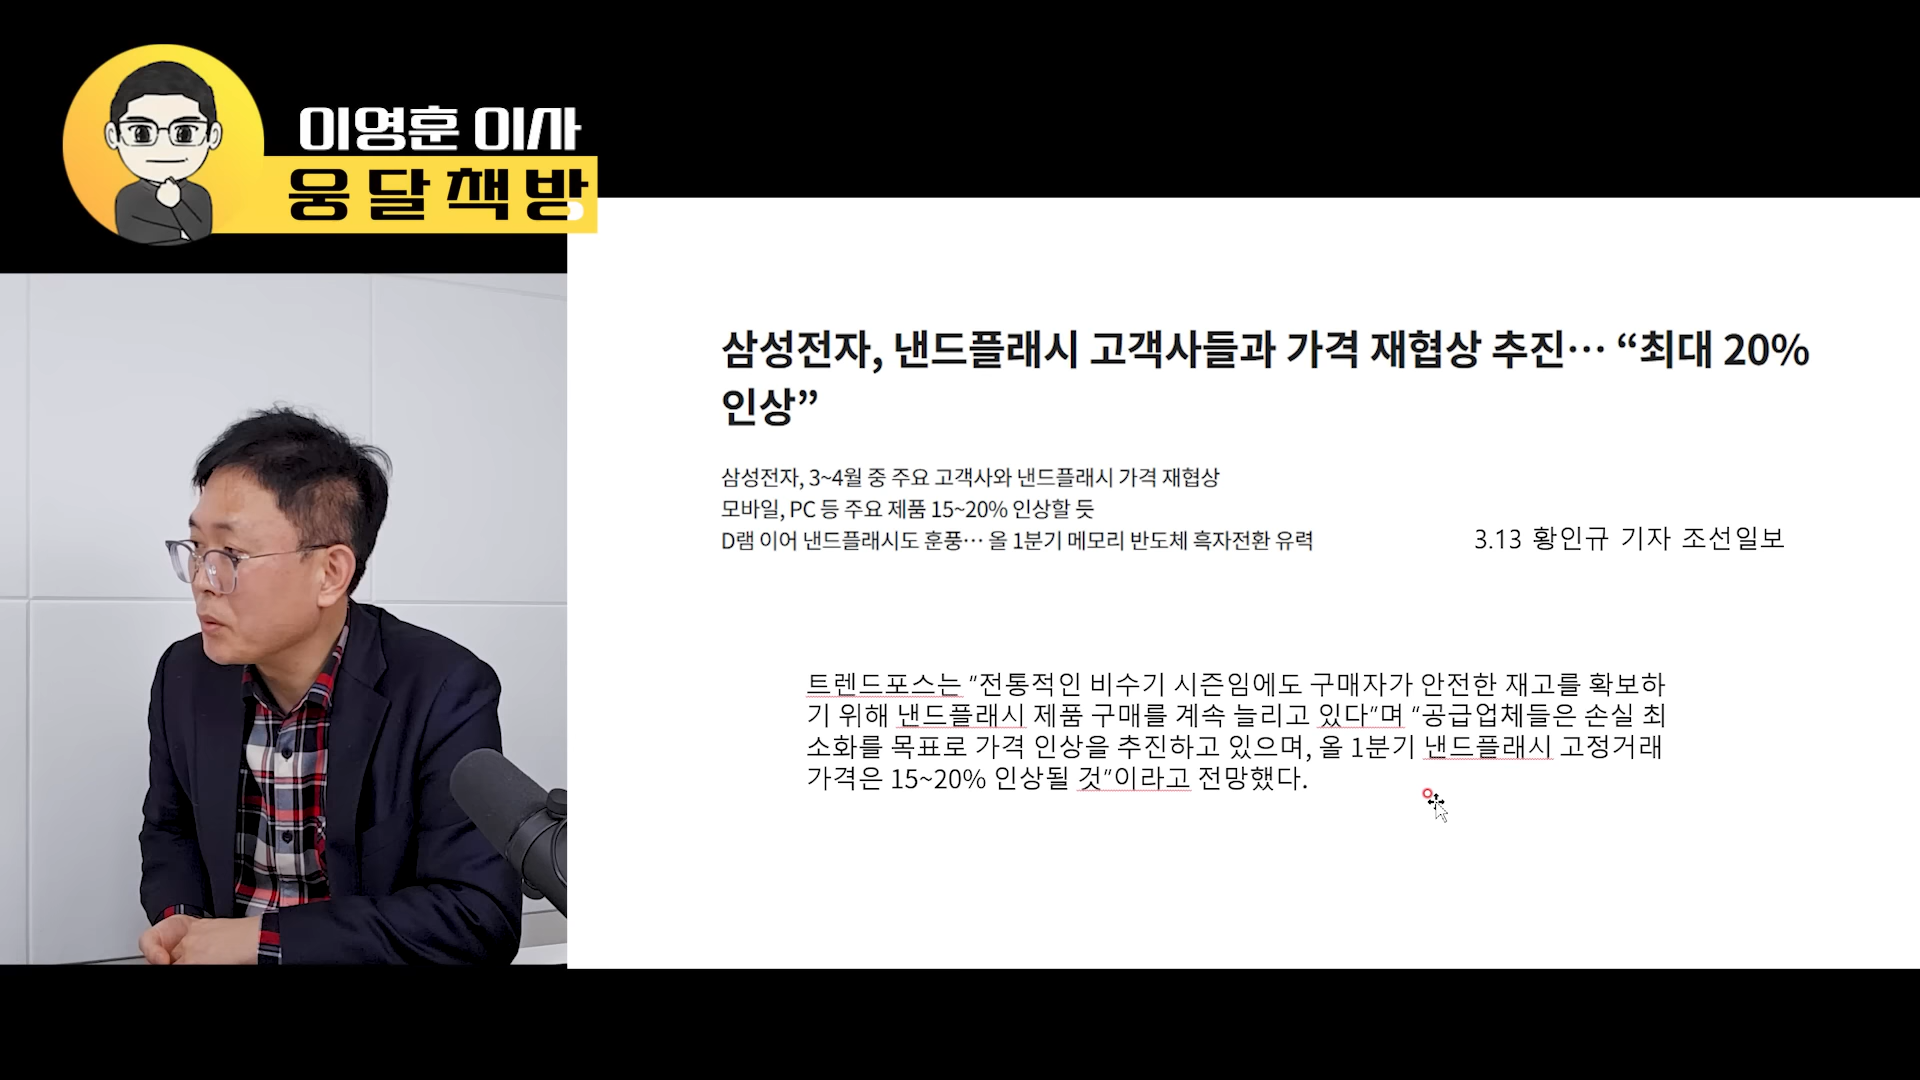 이영훈 이사
웅달책방
삼성전자, 낸드플래시 고객사들과 가격 재협상 추진… “최대 20%
인상”
삼성전자, 3~4월 중 주요 고객사와 낸드플래시 가격 재협상
모바일, PC 등 주요 제품 15~20% 인상할 듯
D램 이어 낸드플래시도 훈풍… 올 1분기 메모리 반도체 흑자전환 유력
3.13 황인규 기자 조선일보
트렌드포스는 "전통적인 비수기 시즌임에도 구매자가 안전한 재고를 확보하
기 위해 낸드플래시 제품 구매를 계속 늘리고 있다"며 "공급업체들은 손실 최
소화를 목표로 가격 인상을 추진하고 있으며, 올 1분기 낸드플래시 고정거래
가격은 15~20% 인상될 것"이라고 전망했다.